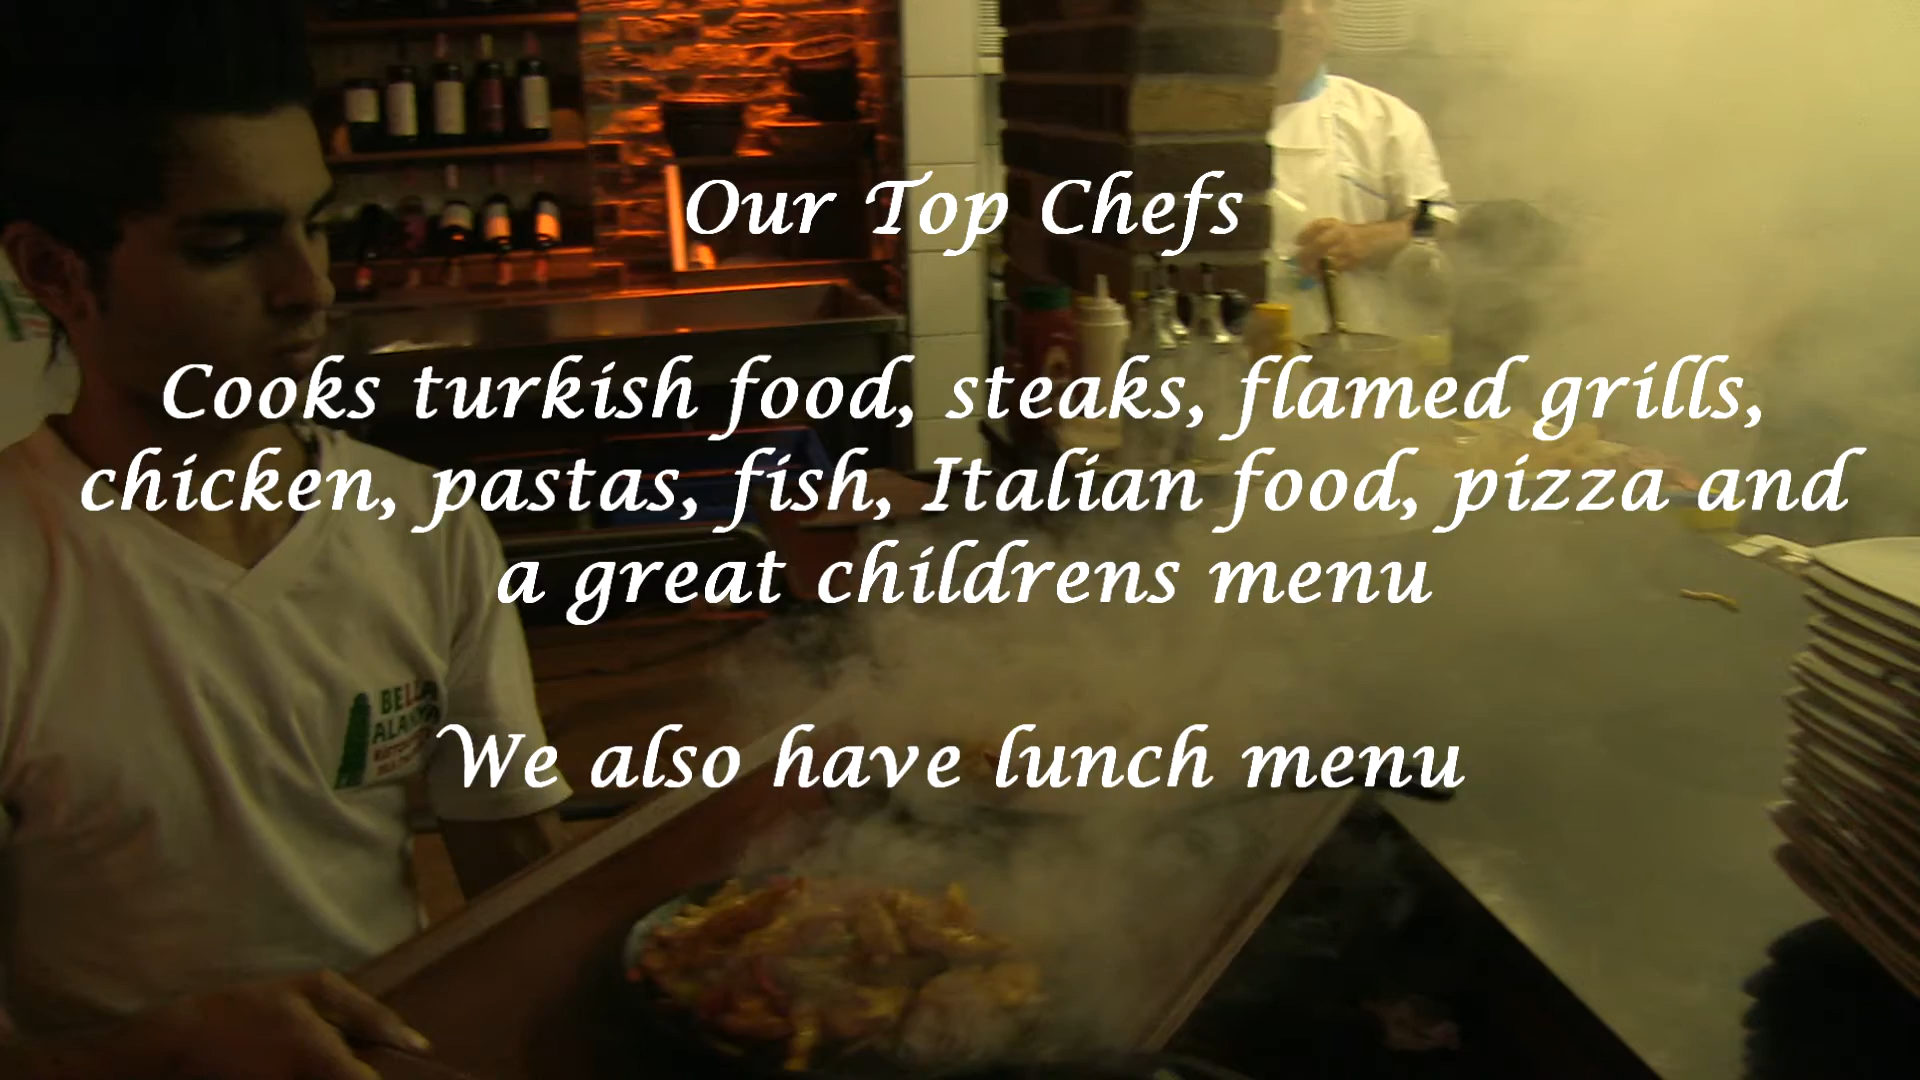 Our Top Chefs
Cooks turkish food, steaks, flamed grills,
chicken, pastas, fish, Italian food, pizza and
a great childrens menu
We also have lunch menu